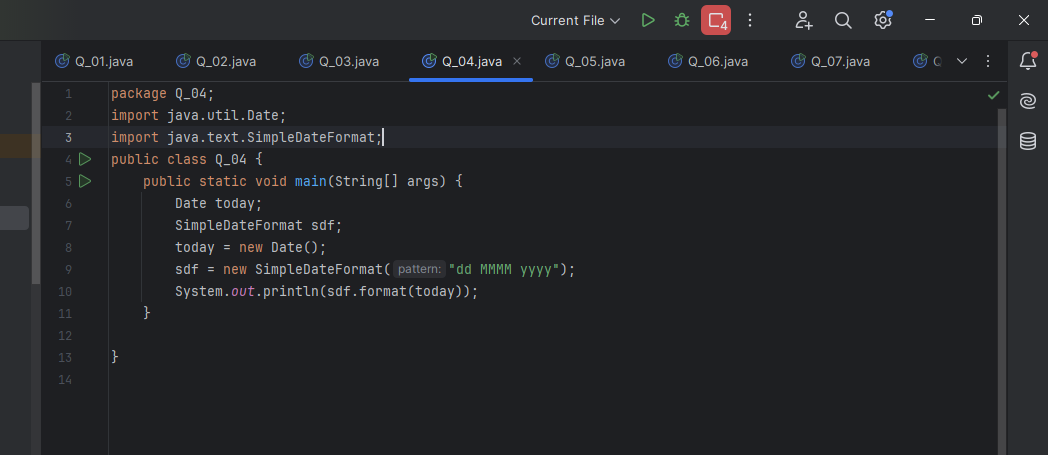 Current File
4
Q_01.java Q_02.java Q_03.java Q_04.java Q_05.java Q_06.java Q_07.java Q
1 package Q_04;
2 import java.util.Date;
3 import java.text.SimpleDateFormat;
4 public class Q_04 {
5     public static void main(String[] args) {
6         Date today;
7         SimpleDateFormat sdf;
8         today = new Date();
9         sdf = new SimpleDateFormat( pattern: "dd MMMM yyyy");
10         System.out.println(sdf.format(today));
11     }
12
13 }
14